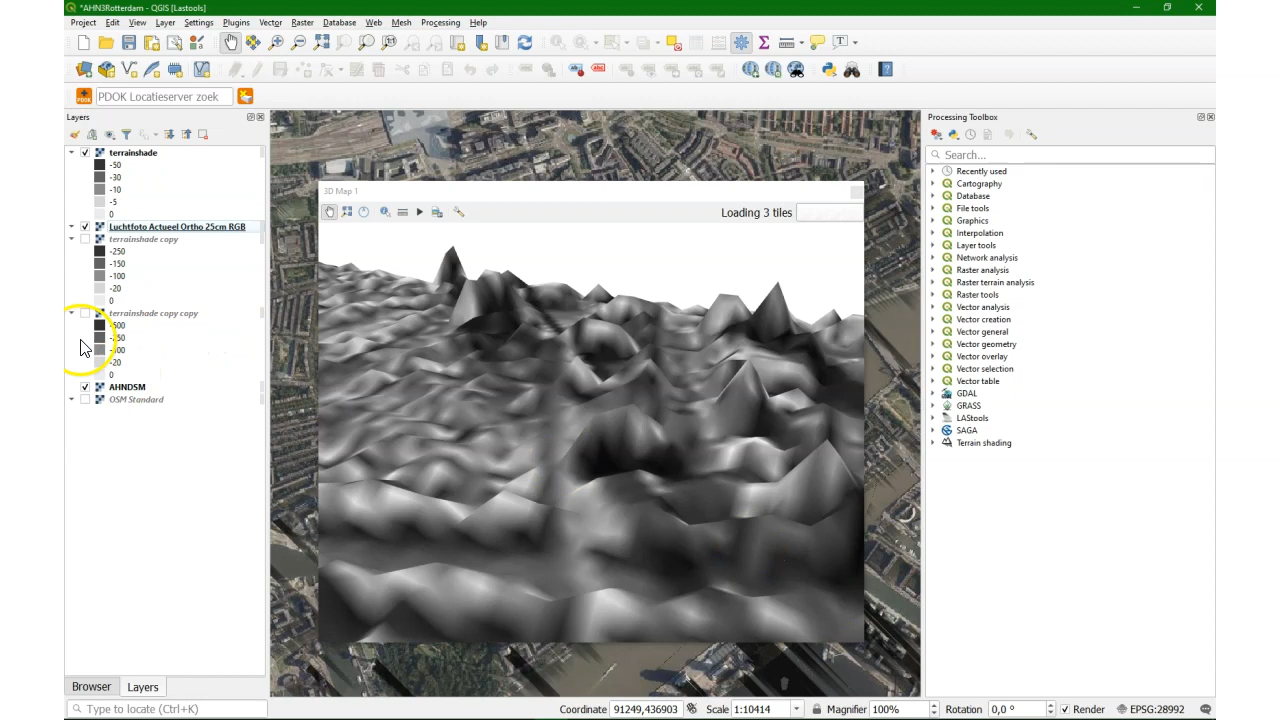 *AHN3Rotterdam - QGIS [Lastools]
Project Edit View Layer Settings Plugins Vector Raster Database Web Mesh Processing Help
PDOK Locatieserver zoek
Layers
terrainshade
-50
-30
-10
-5
0
Luchtfoto Actueel Ortho 25cm RGB
terrainshade copy
-250
-150
-100
-20
0
terrainshade copy copy
-20
0
AHNDSM
OSM Standard
Browser
Layers
3D Map 1
Loading 3 tiles
Processing Toolbox
Search...
Recently used
Cartography
Database
File tools
Graphics
Interpolation
Layer tools
Network analysis
Raster analysis
Raster terrain analysis
Raster tools
Vector analysis
Vector creation
Vector general
Vector geometry
Vector overlay
Vector selection
Vector table
GDAL
GRASS
LAStools
SAGA
Terrain shading
Type to locate (Ctrl+K)
Coordinate 91249,436903
Scale 1:10414
Magnifier 100%
Rotation 0,0 °
Render
EPSG:28992